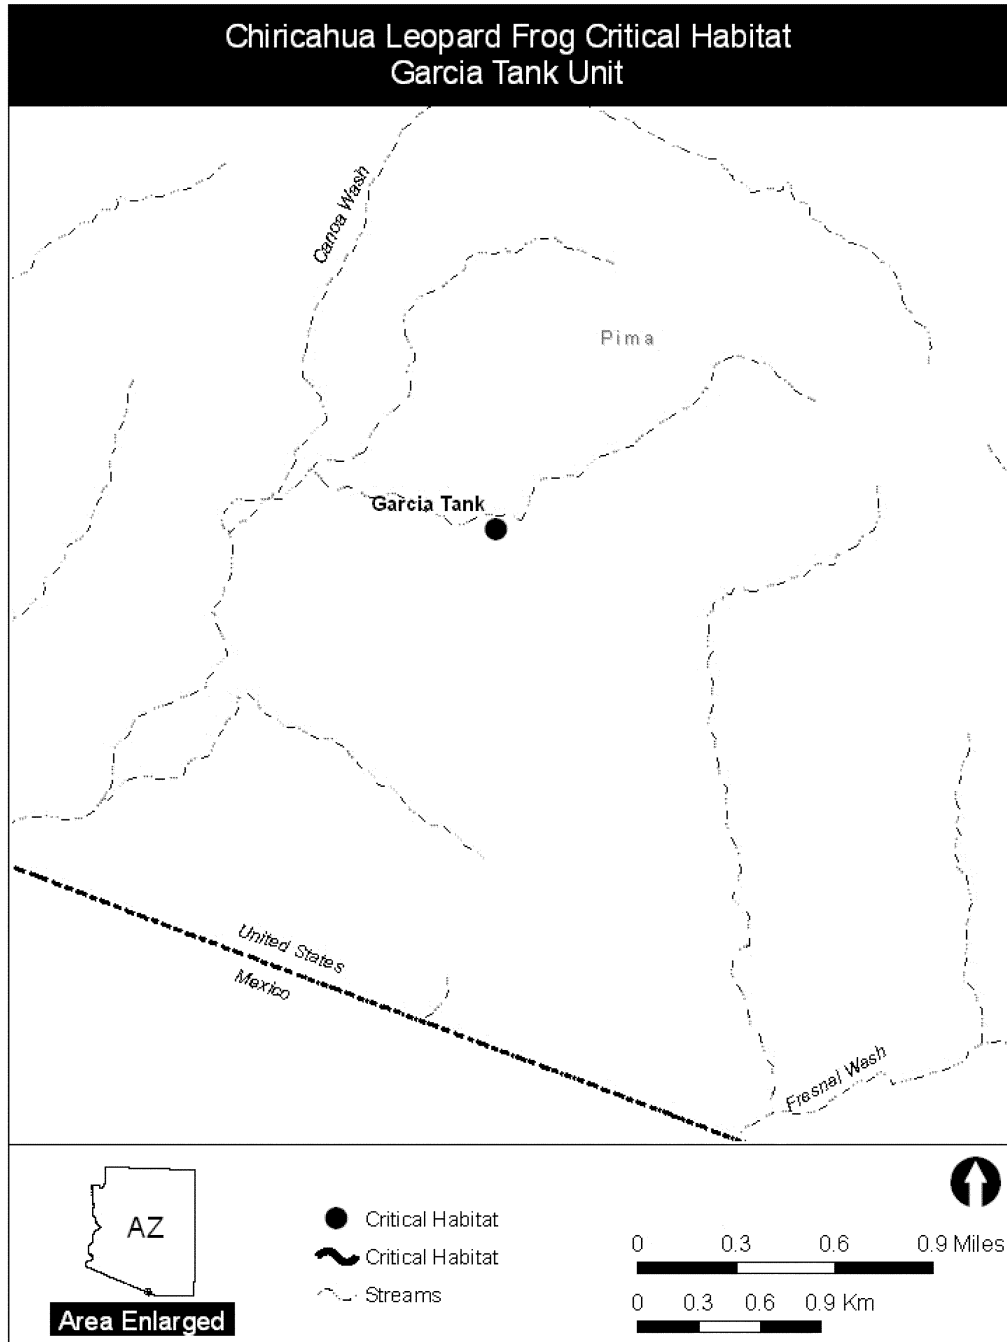 Chiricahua Leopard Frog Critical Habitat
Garcia Tank Unit
Canoa Wash
Pima
Garcia Tank
United States
Mexico
Fresnal Wash
AZ
Area Enlarged
Critical Habitat
Critical Habitat
Streams
0 0.3 0.6 0.9 Miles
0 0.3 0.6 0.9 Km